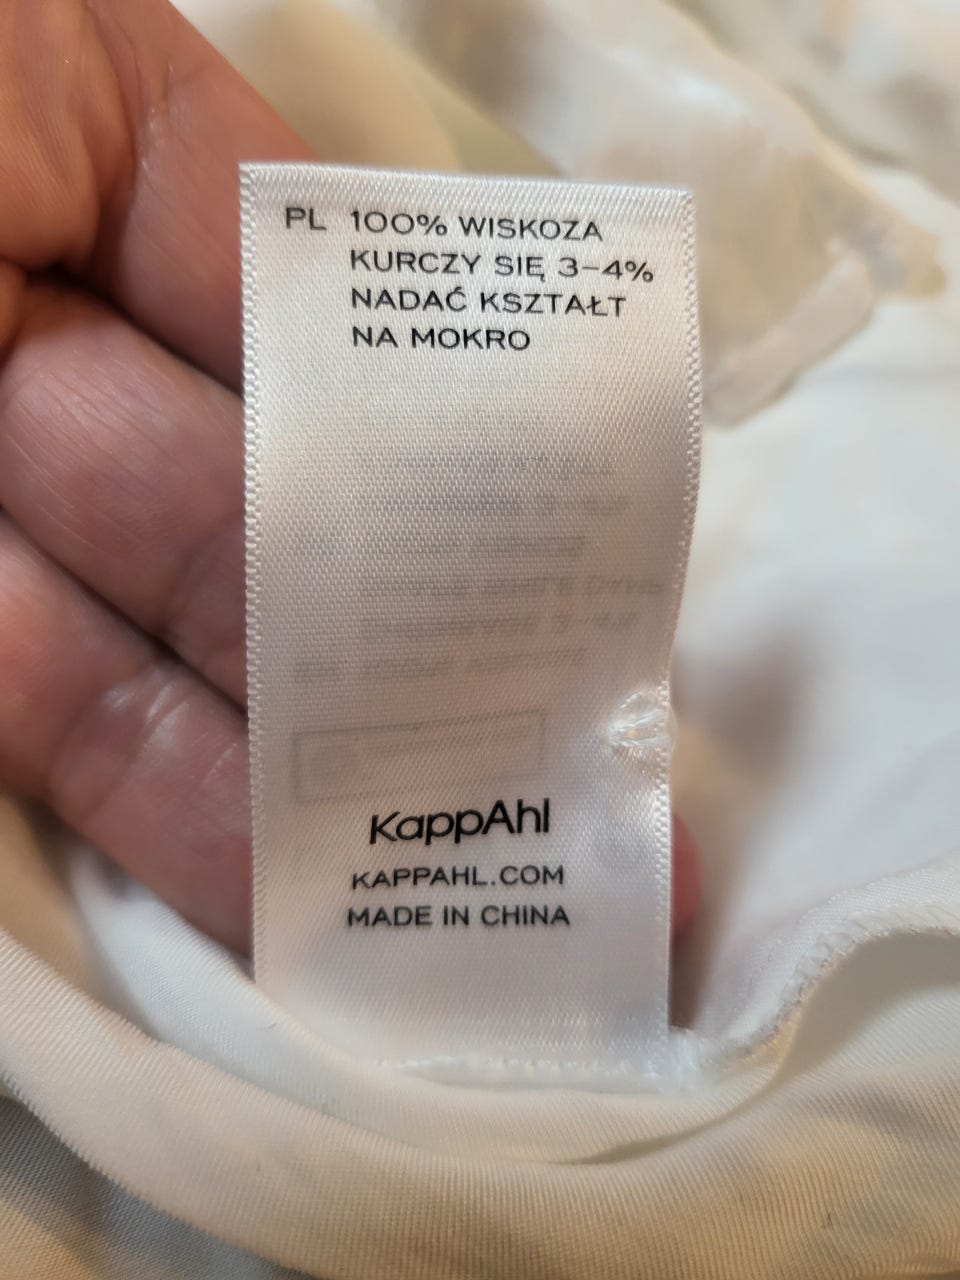 PL 100% WISKOZA
KURCZY SIĘ 3-4%
NADAĆ KSZTAŁT
NA MOKRO
KappAhl
KAPPAHL.COM
MADE IN CHINA